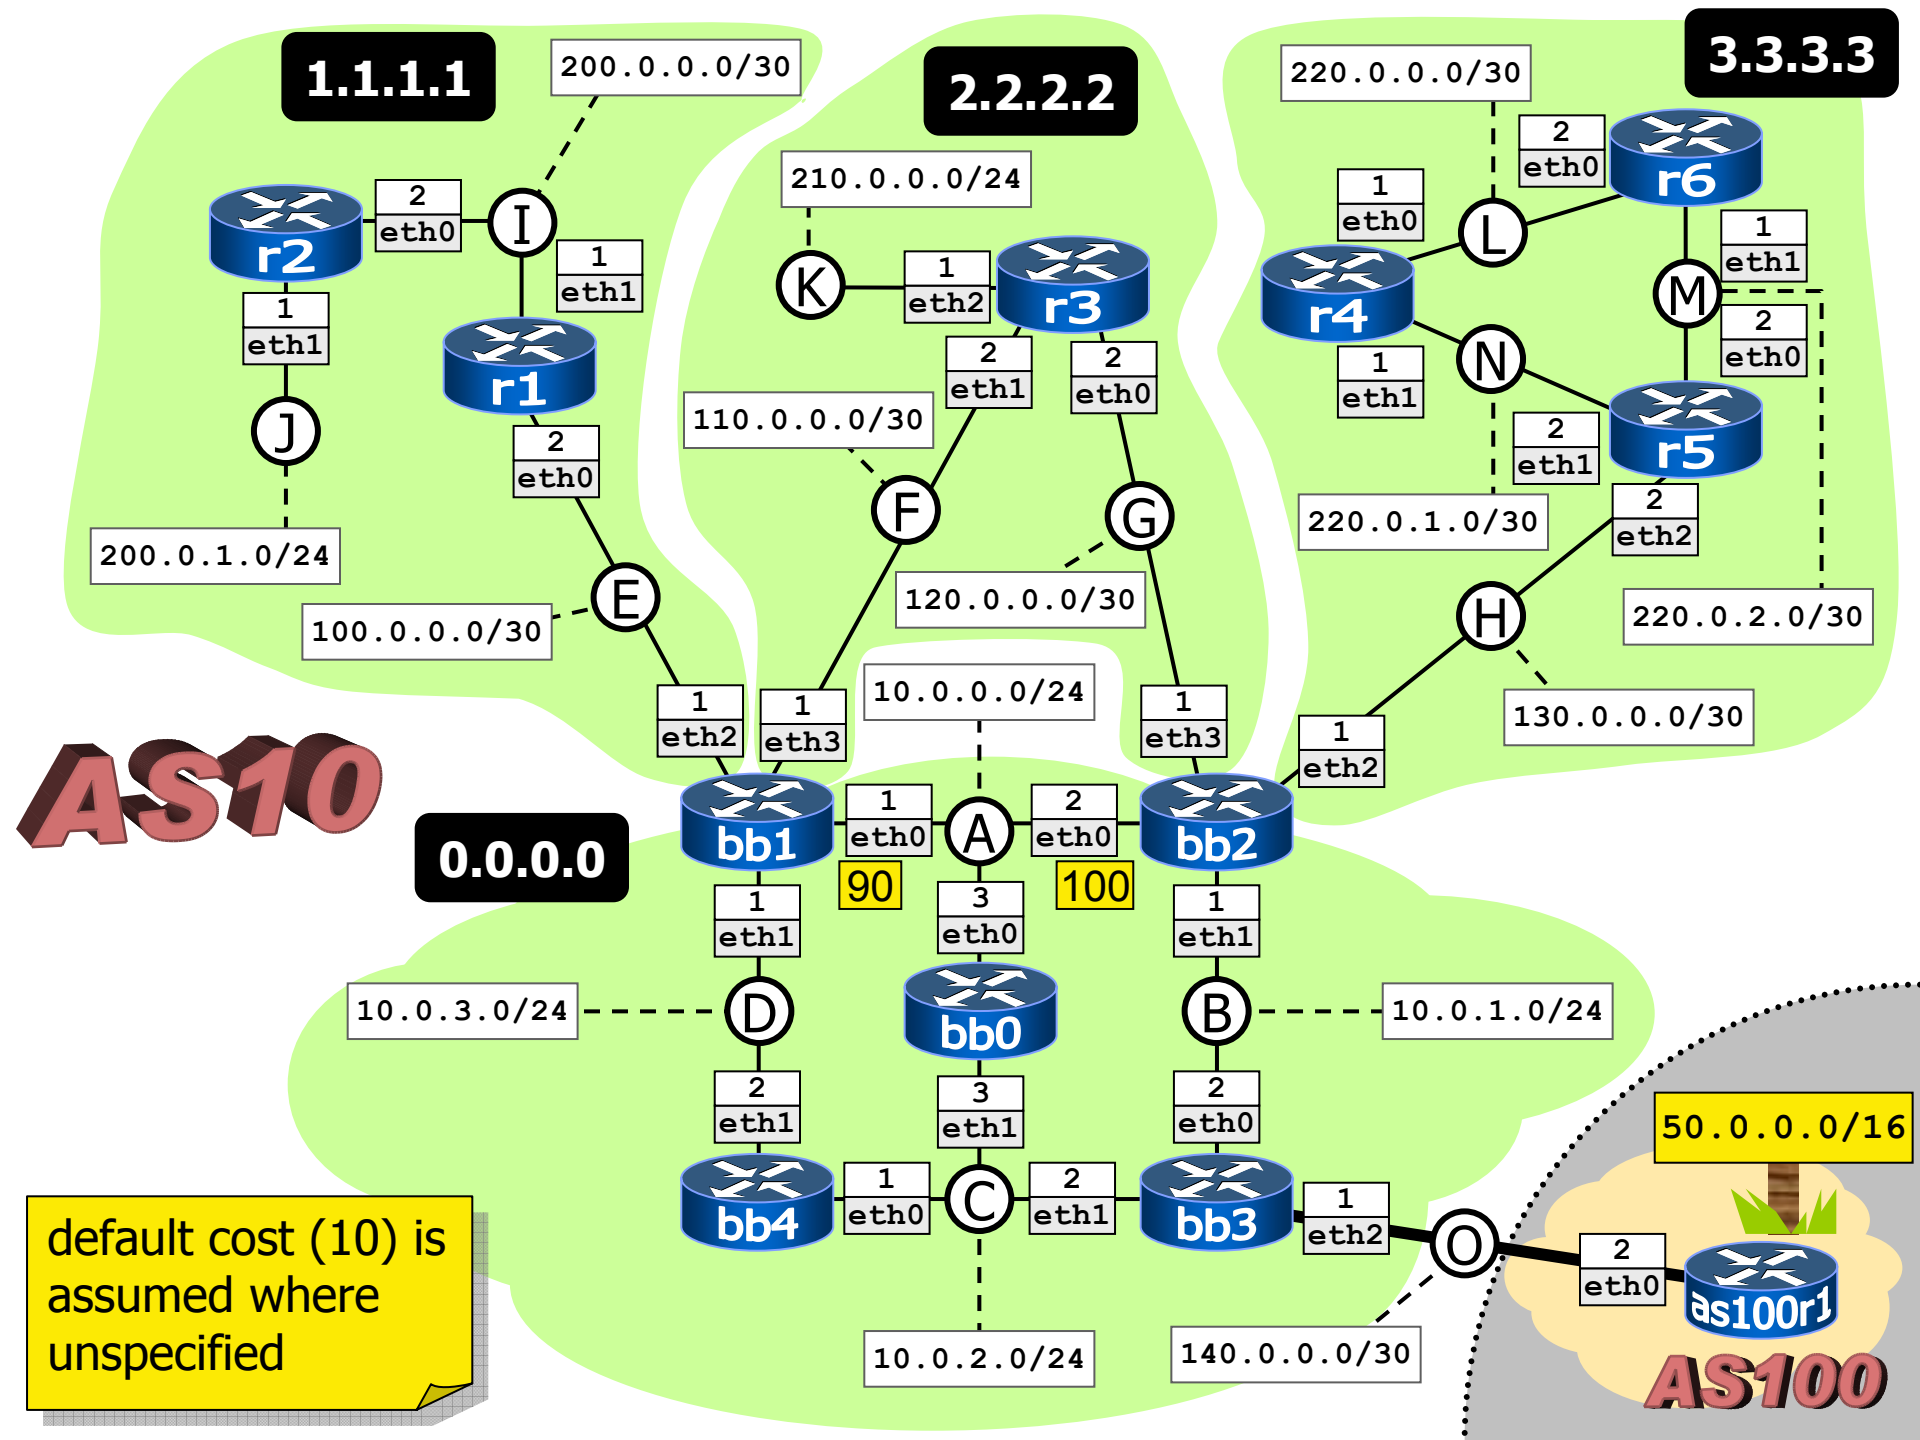 1.1.1.1
200.0.0.0/30
2.2.2.2
220.0.0.0/30
3.3.3.3
210.0.0.0/24
r2
2
eth0
I
1
eth1
1
eth1
r1
J
200.0.1.0/24
2
eth0
100.0.0.0/30
E
1
eth2
K
1
eth2
r3
2
eth1
2
eth0
110.0.0.0/30
F
G
120.0.0.0/30
1
eth3
1
eth3
2
eth0
r6
1
eth0
L
r4
1
eth1
M
2
eth0
1
eth1
N
2
eth1
r5
220.0.1.0/30
2
eth2
H
220.0.2.0/30
130.0.0.0/30
1
eth2
AS10
10.0.0.0/24
0.0.0.0
bb1
1
eth0
90
A
2
eth0
100
bb2
1
eth1
3
eth0
1
eth1
10.0.3.0/24
D
bb0
B
10.0.1.0/24
2
eth1
3
eth1
2
eth0
bb4
1
eth0
C
2
eth1
bb3
1
eth2
O
2
eth0
50.0.0.0/16
as100r1
AS100
10.0.2.0/24
140.0.0.0/30
default cost (10) is
assumed where
unspecified